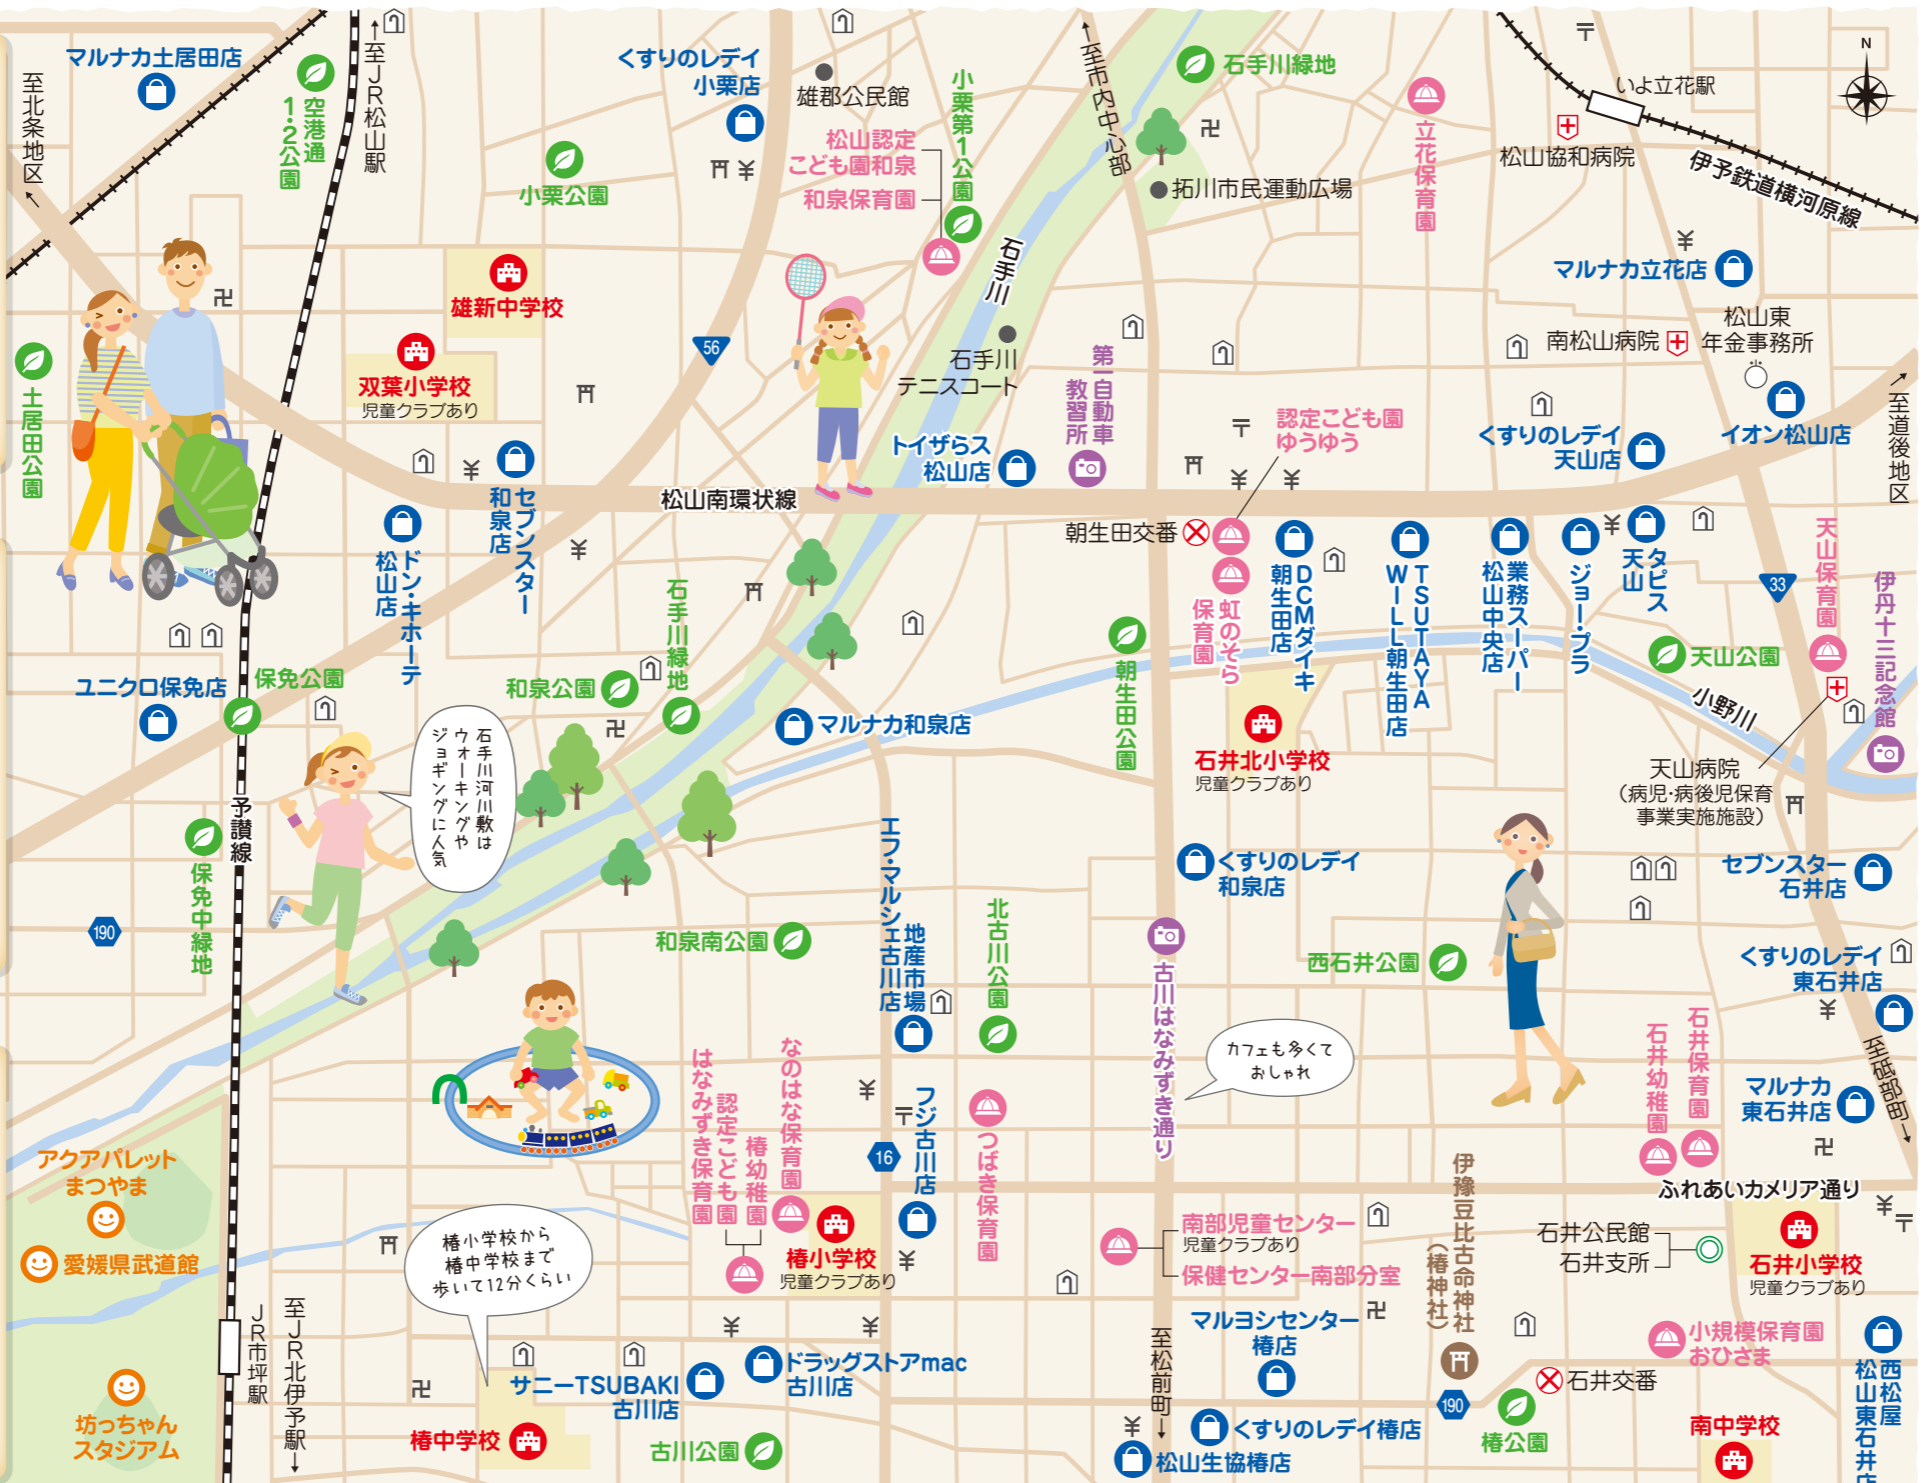 マルナカ土居田店
至北条地区
空港通
1・2公園
至JR松山駅
くすりのレデイ
小栗店
雄郡公民館
小栗第1公園
松山認定
こども園和泉
和泉保育園
小栗公園
至市内中心部
石手川緑地
拓川市民運動広場
立花保育園
いよ立花駅
松山協和病院
伊予鉄道横河原線
N
マルナカ立花店
松山東
年金事務所
南松山病院
イオン松山店
至道後地区
くすりのレデイ
天山店
雄新中学校
双葉小学校
児童クラブあり
土居田公園
56
石手川
石手川
テニスコート
第一自動車
教習所
トイザらス
松山店
認定こども園
ゆうゆう
松山南環状線
朝生田交番
セブンスター
和泉店
ドン・キホーテ
松山店
虹のそら
保育園
DCMダイキ
朝生田店
TSUTAYA
WILL朝生田店
業務スーパー
松山中央店
ジョー・プラ
タピス
天山
33
天山保育園
伊丹十三記念館
天山公園
小野川
天山病院
(病児・病後児保育
事業実施施設)
石手川緑地
朝生田公園
ユニクロ保免店
保免公園
和泉公園
マルナカ和泉店
石井北小学校
児童クラブあり
石手川河川敷は
ウォーキングや
ジョギングに人気
予讃線
保免中緑地
190
くすりのレデイ
和泉店
セブンスター
石井店
和泉南公園
地産市場
エフ・マルシェ古川店
北古川公園
古川はなみずき通り
西石井公園
くすりのレデイ
東石井店
カフェも多くて
おしゃれ
至砥部町
マルナカ
東石井店
石井保育園
石井幼稚園
なのはな保育園
椿幼稚園
認定こども園
はなみずき保育園
フジ古川店
16
つばき保育園
アクアパレット
まつやま
愛媛県武道館
椿小学校から
椿中学校まで
歩いて12分くらい
椿小学校
児童クラブあり
南部児童センター
児童クラブあり
保健センター南部分室
伊豫豆比古命神社
(椿神社)
ふれあいカメリア通り
石井公民館
石井支所
石井小学校
児童クラブあり
JR市坪駅
至JR北伊予駅
坊っちゃん
スタジアム
サニーTSUBAKI
古川店
ドラッグストアmac
古川店
椿中学校
古川公園
至松前町
マルヨシセンター
椿店
くすりのレデイ椿店
松山生協椿店
190
椿公園
石井交番
小規模保育園
おひさま
南中学校
西松屋
松山東石井店